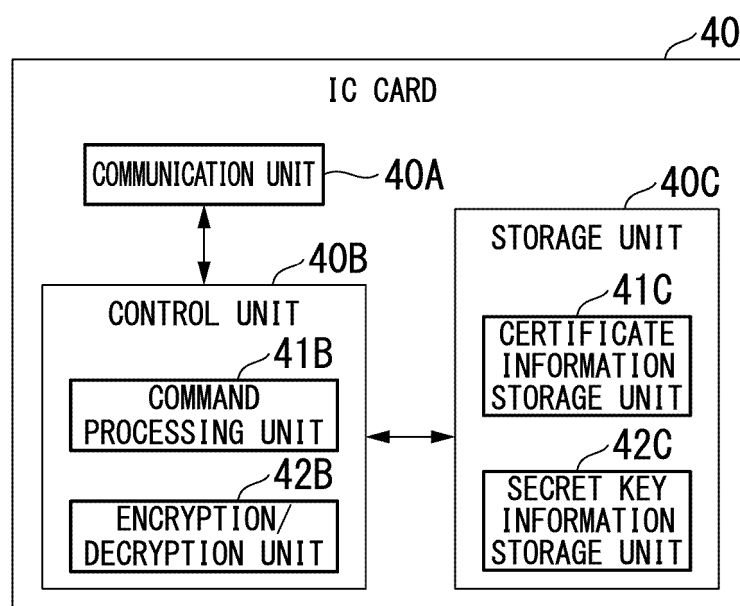 40
IC CARD
COMMUNICATION UNIT
40A
40B
CONTROL UNIT
41B
COMMAND
PROCESSING UNIT
42B
ENCRYPTION/
DECRYPTION UNIT
40C
STORAGE UNIT
41C
CERTIFICATE
INFORMATION
STORAGE UNIT
42C
SECRET KEY
INFORMATION
STORAGE UNIT